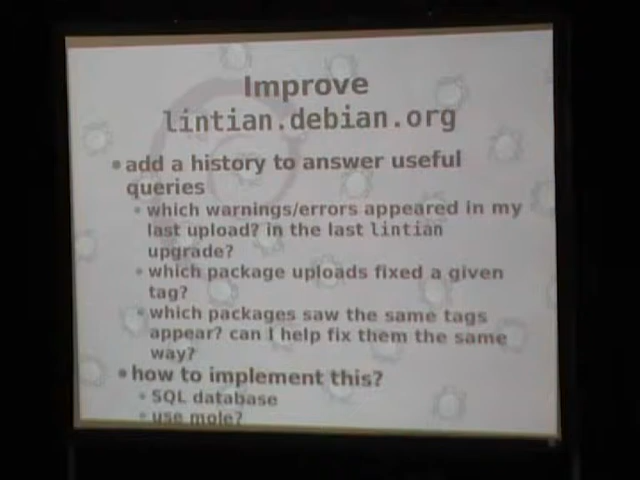 Improve
lintian.debian.org
•add a history to answer useful
queries
•which warnings/errors appeared in my
last upload? in the last lintian
upgrade?
•which package uploads fixed a given
tag?
•which packages saw the same tags
appear? can I help fix them the same
way?
•how to implement this?
•SQL database
•use mole?